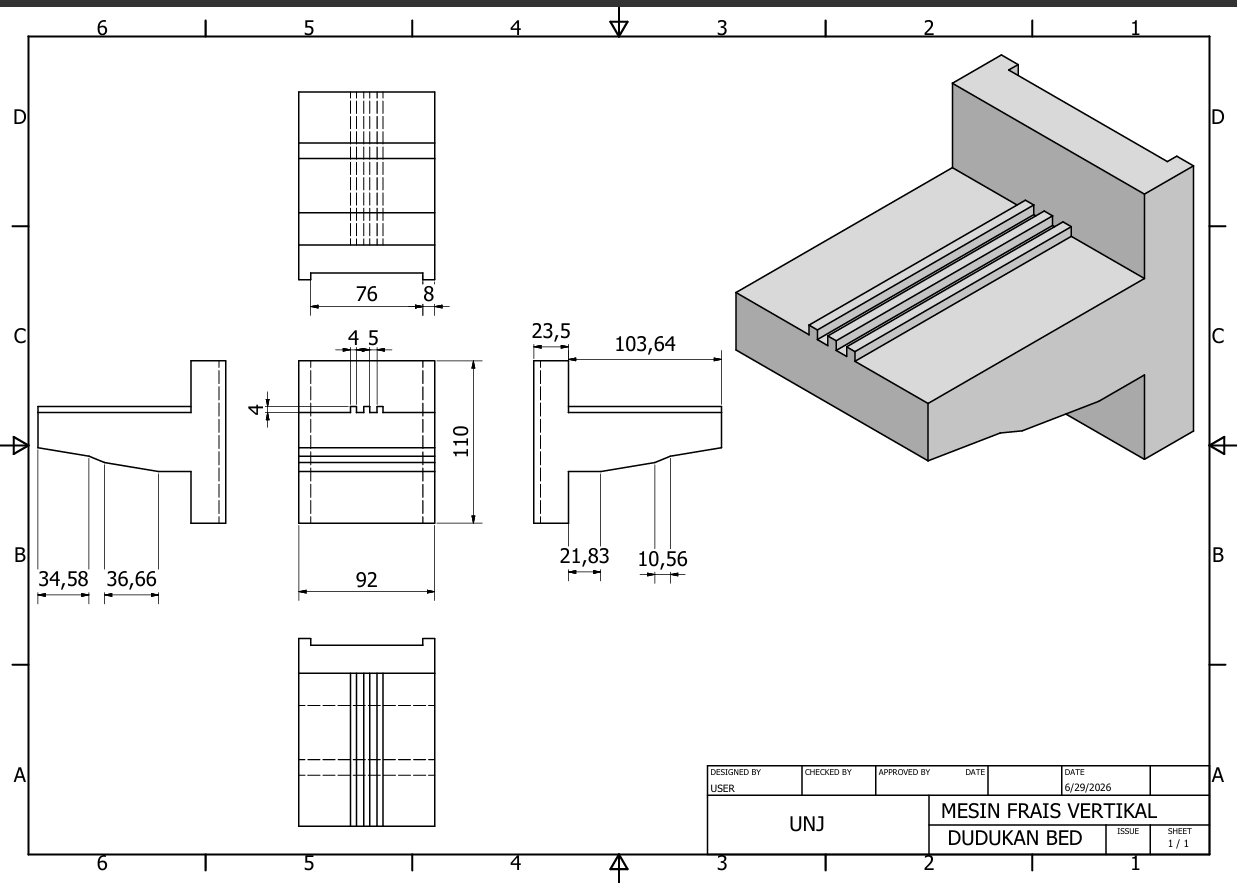 6 5 4 3 2 1
D D
76 8
C C
4 5
23,5
103,64
4
110
B B
21,83 10,56
34,58 36,66
92
A A
DESIGNED BY CHECKED BY APPROVED BY DATE DATE
USER 6/29/2026
UNJ
MESIN FRAIS VERTIKAL
DUDUKAN BED
ISSUE SHEET
1 / 1
6 5 4 3 2 1